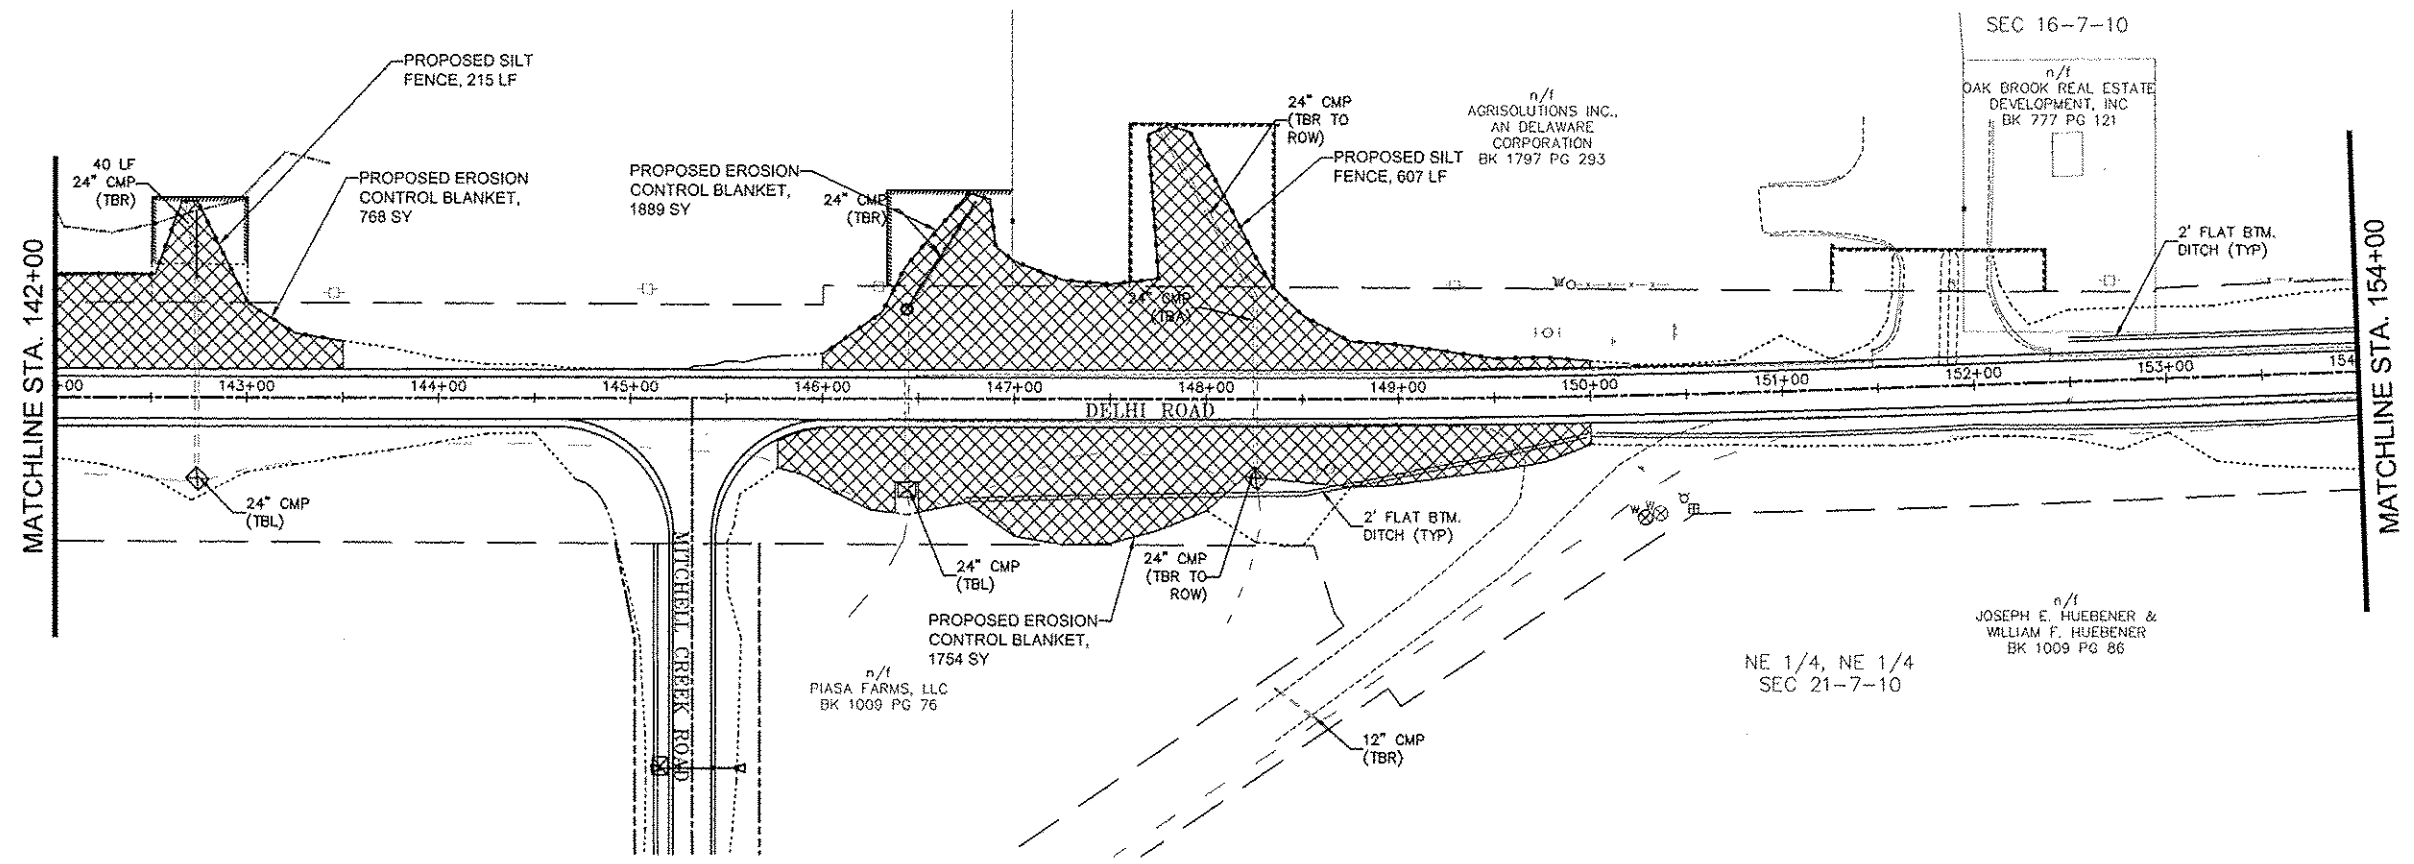 SEC 16-7-10
PROPOSED SILT
FENCE, 215 LF
n/f
OAK BROOK REAL ESTATE
DEVELOPMENT, INC
BK 777 PG 121
24" CMP
(TBR TO
ROW)
n/f
AGRISOLUTIONS INC.,
AN DELAWARE
CORPORATION
BK 1797 PG 293
PROPOSED SILT
FENCE, 607 LF
40 LF
24" CMP
(TBR)
PROPOSED EROSION
CONTROL BLANKET,
768 SY
PROPOSED EROSION
CONTROL BLANKET,
1889 SY
24" CMP
(TBR)
2' FLAT BTM.
DITCH (TYP)
MATCHLINE STA. 142+00
MATCHLINE STA. 154+00
24" CMP
(TBA)
W
00
143+00
144+00
145+00
146+00
147+00
148+00
149+00
150+00
151+00
152+00
153+00
154
DELHI ROAD
24" CMP
(TBL)
24" CMP
(TBL)
24" CMP
(TBR TO
ROW)
2' FLAT BTM.
DITCH (TYP)
W
W
MITCHELL CREEK ROAD
PROPOSED EROSION
CONTROL BLANKET,
1754 SY
n/f
PIASA FARMS, LLC
BK 1009 PG 76
n/f
JOSEPH E. HUEBENER &
WILLIAM F. HUEBENER
BK 1009 PG 86
NE 1/4, NE 1/4
SEC 21-7-10
12" CMP
(TBR)